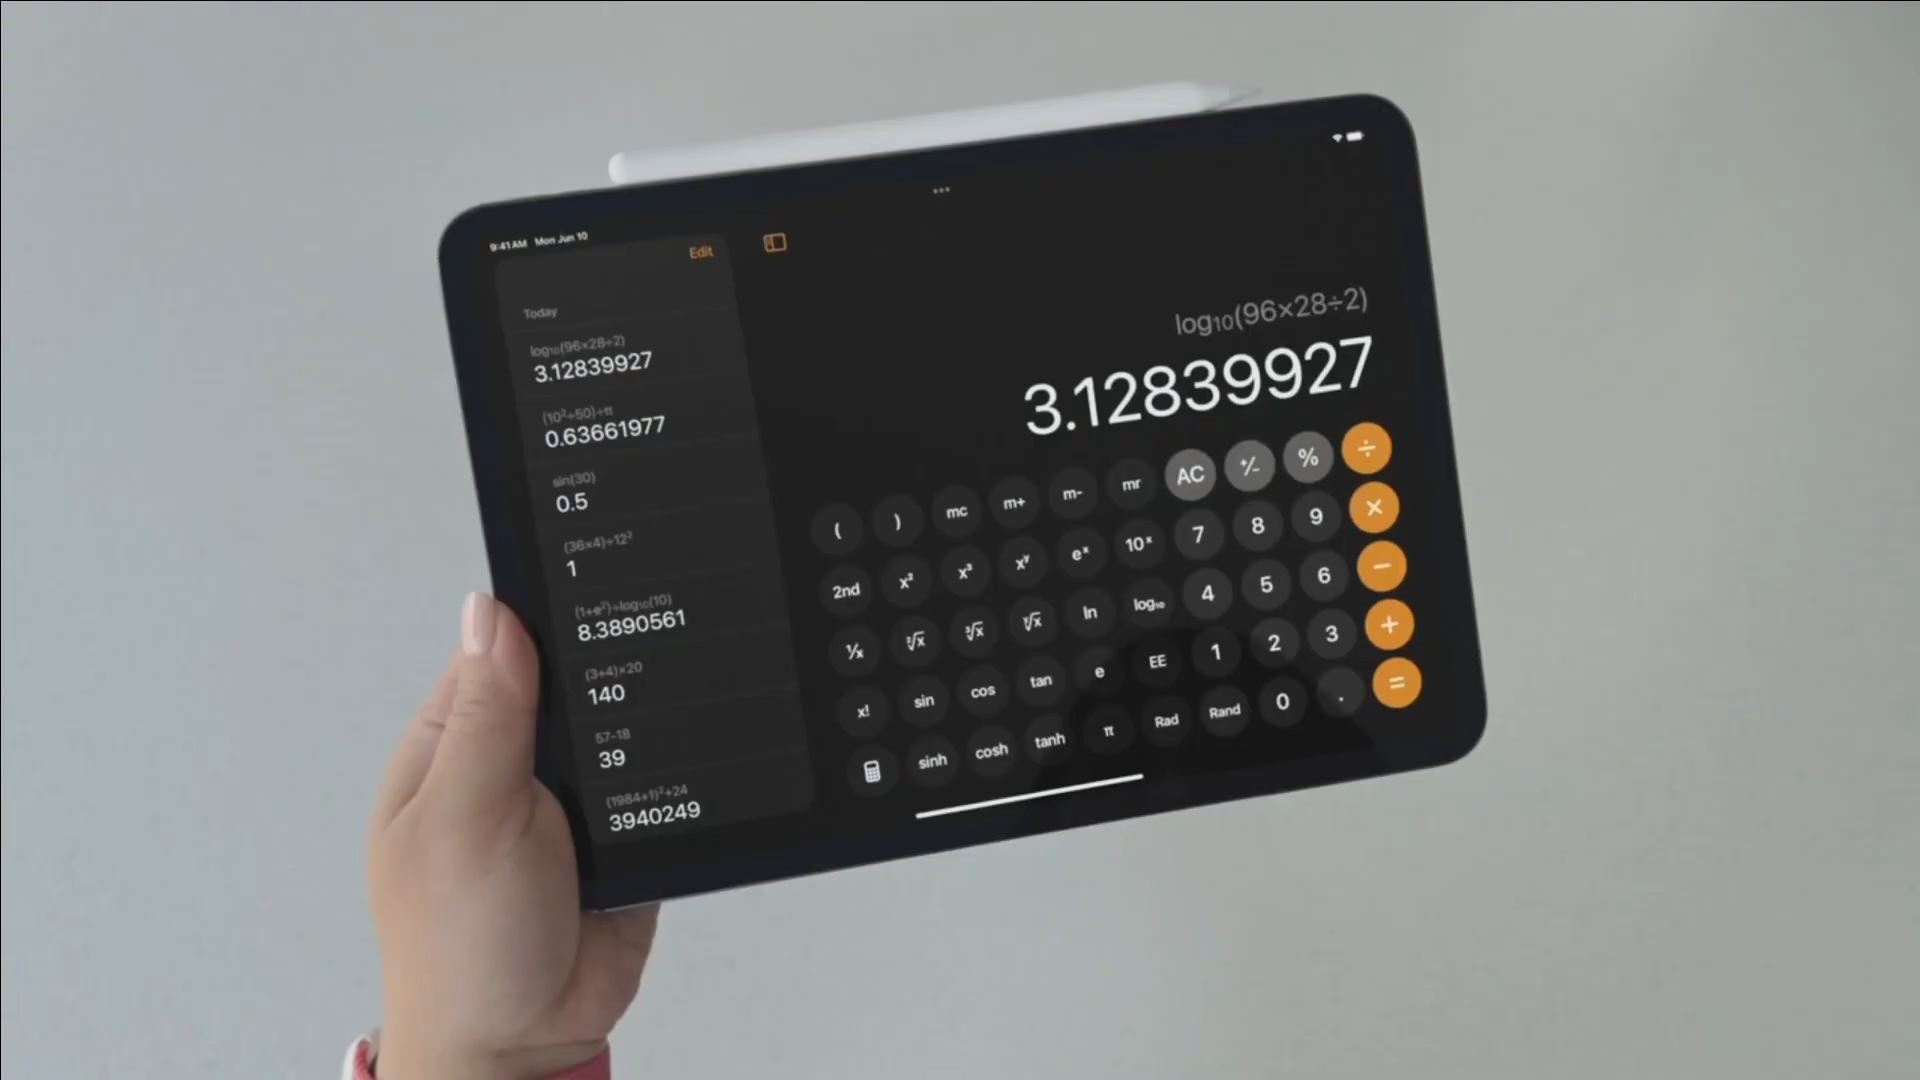 9:41 AM Mon Jun 10
Edit
Today
log₁₀(96×28÷2)
3.12839927
(10²÷50)÷π
0.63661977
sin(30)
0.5
(36×4)÷12²
1
(1+e²)÷log₁₀(10)
8.3890561
(3+4)×20
140
57-18
39
(1984+1)²+24
3940249
log₁₀(96×28÷2)
3.12839927
( ) mc m+ m- mr AC +/- % ÷
2nd x² x³ xʸ eˣ 10ˣ 7 8 9 ×
¹/x ²√x ³√x ʸ√x ln log₁₀ 4 5 6 −
x! sin cos tan e EE 1 2 3 +
sinh cosh tanh π Rad Rand 0 . =